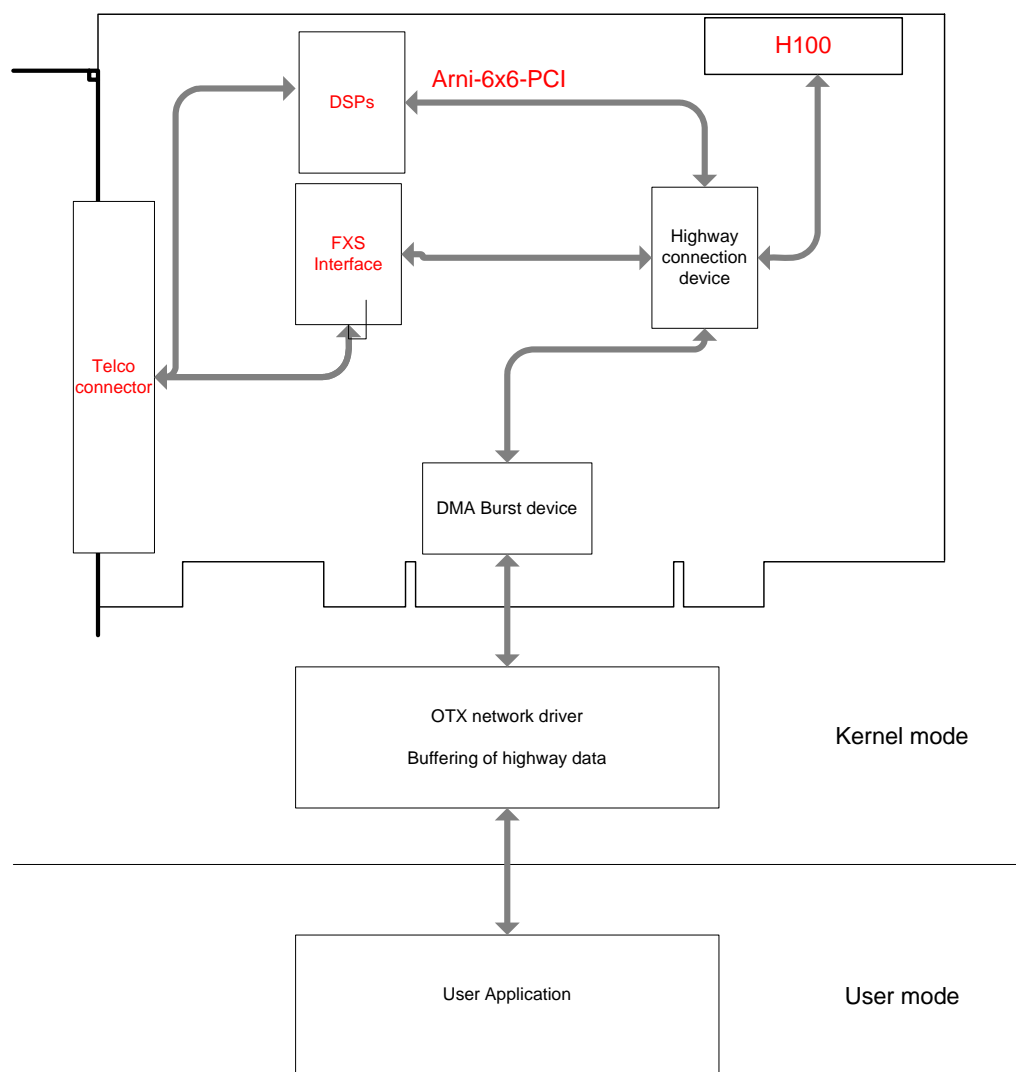 H100
Arni-6x6-PCI
DSPs
FXS
Interface
Highway
connection
device
Telco
connector
DMA Burst device
OTX network driver
Buffering of highway data
Kernel mode
User Application
User mode